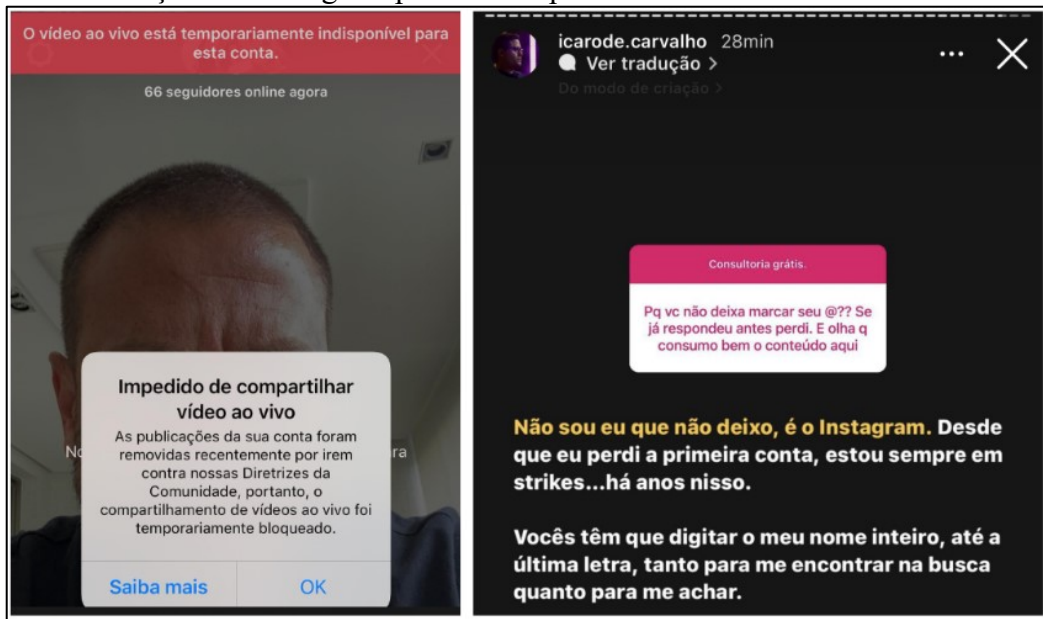 O vídeo ao vivo está temporariamente indisponível para
esta conta.
66 seguidores online agora
Impedido de compartilhar
vídeo ao vivo
As publicações da sua conta foram
removidas recentemente por irem
contra nossas Diretrizes da
Comunidade, portanto, o
compartilhamento de vídeos ao vivo foi
temporariamente bloqueado.
Saiba mais
OK
icarode.carvalho 28min
Ver tradução >
Do modo de criação >
Consultoria grátis.
Pq vc não deixa marcar seu @?? Se
já respondeu antes perdi. E olha q
consumo bem o conteúdo aqui
Não sou eu que não deixo, é o Instagram. Desde
que eu perdi a primeira conta, estou sempre em
strikes...há anos nisso.
Vocês têm que digitar o meu nome inteiro, até a
última letra, tanto para me encontrar na busca
quanto para me achar.